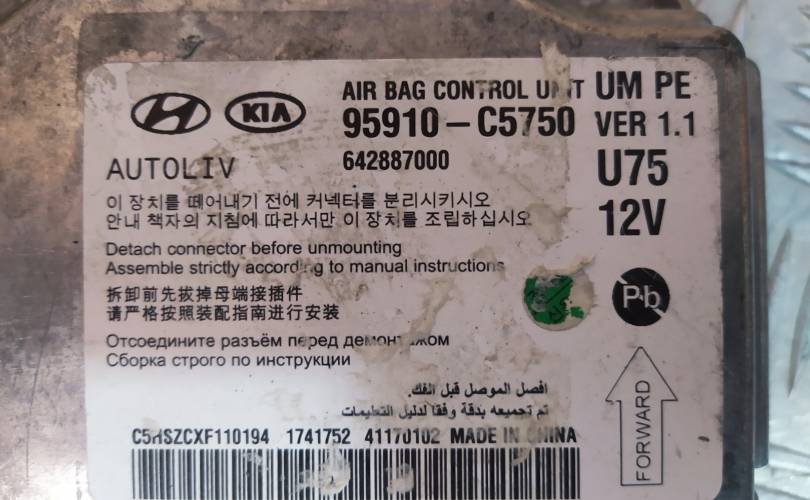 KIA
AIR BAG CONTROL UNIT UM PE
95910-C5750 VER 1.1
642887000 U75
12V
AUTOLIV
이 장치를 떼어내기 전에 커넥터를 분리시키시오
안내 책자의 지침에 따라서만 이 장치를 조립하십시오
Detach connector before unmounting
Assemble strictly according to manual instructions
拆卸前先拔掉母端接插件
请严格按照装配指南进行安装
Pb
Отсоедините разъём перед демонтажом
Сборка строго по инструкции
افصل الموصل قبل الفك.
تم تجميعه بدقة وفقا لدليل التعليمات
FORWARD
C5HSZCXF110194 1741752 41170102 MADE IN CHINA